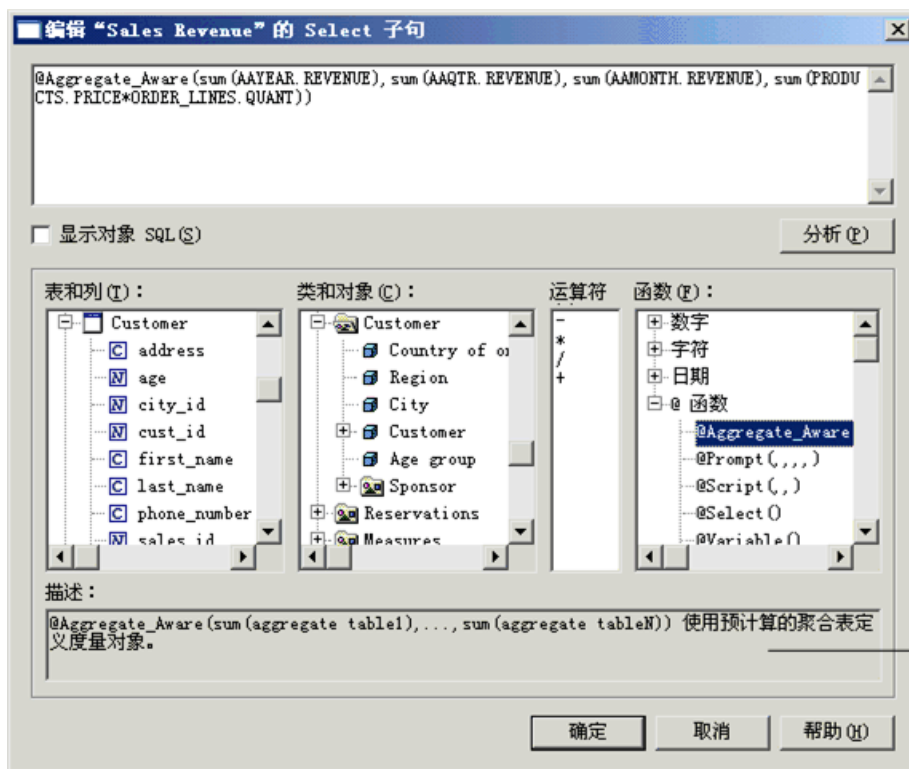 编辑“Sales Revenue”的 Select 子句
@Aggregate_Aware(sum(AAYEAR.REVENUE),sum(AAQTR.REVENUE),sum(AAMONTH.REVENUE),sum(PRODU
CTS.PRICE*ORDER_LINES.QUANT))
显示对象 SQL(S)
分析(P)
表和列(T)：
Customer
address
age
city_id
cust_id
first_name
last_name
phone_number
sales_id
类和对象(C)：
Customer
Country of
Region
City
Customer
Age group
Sponsor
Reservations
Measures
运算符
-
*
/
+
函数(F)：
数字
字符
日期
@ 函数
@Aggregate_Aware
@Prompt(,,,,)
@Script(,,)
@Select()
@Variable()
描述：
@Aggregate_Aware(sum(aggregate table1),...,sum(aggregate tableN)) 使用预计算的聚合表定
义度量对象。
确定
取消
帮助(H)